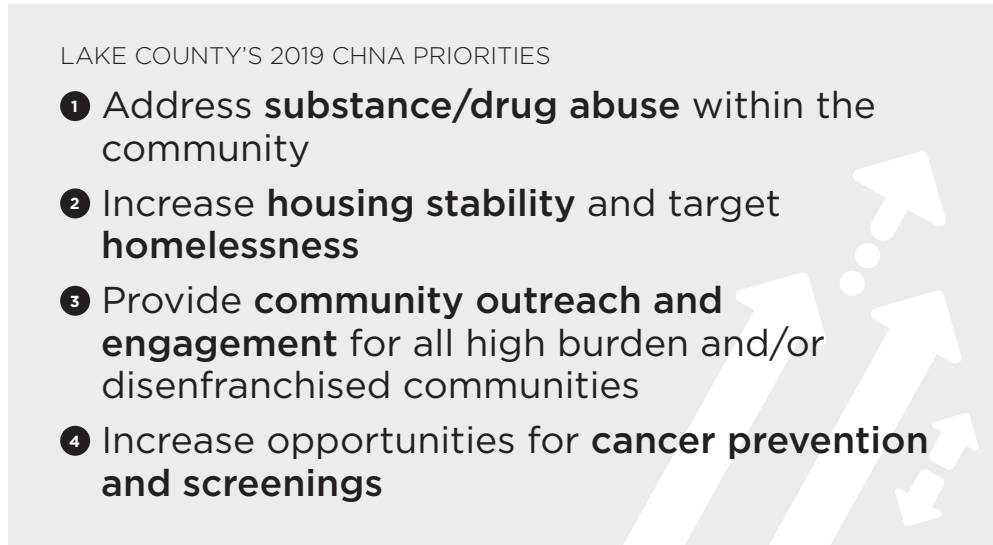 LAKE COUNTY'S 2019 CHNA PRIORITIES
1 Address substance/drug abuse within the
community
2 Increase housing stability and target
homelessness
3 Provide community outreach and
engagement for all high burden and/or
disenfranchised communities
4 Increase opportunities for cancer prevention
and screenings